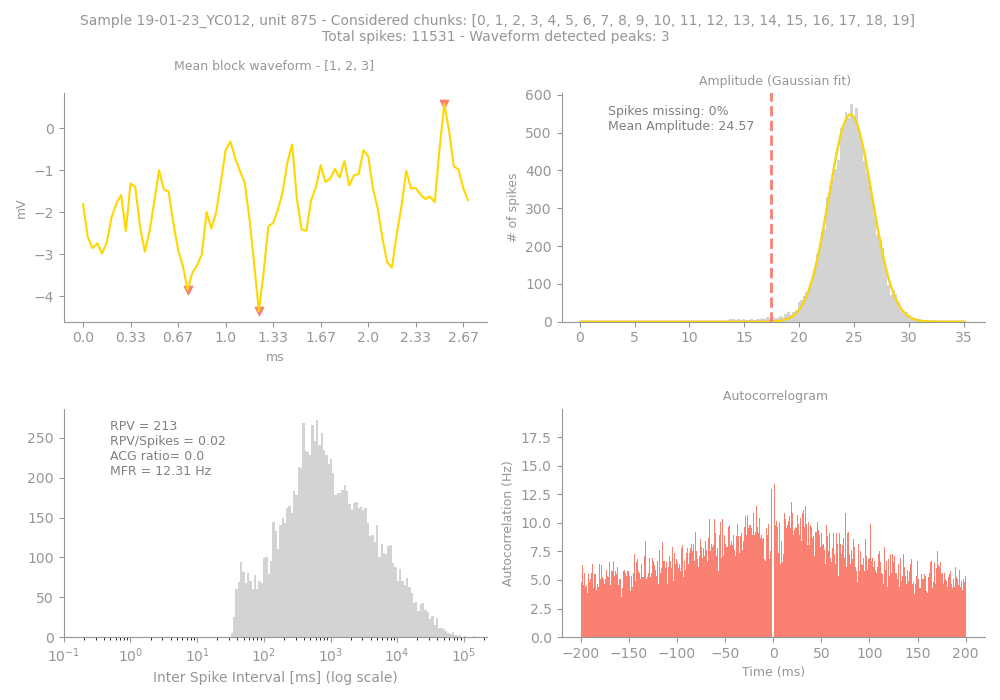 Sample 19-01-23_YC012, unit 875 - Considered chunks: [0, 1, 2, 3, 4, 5, 6, 7, 8, 9, 10, 11, 12, 13, 14, 15, 16, 17, 18, 19]
Total spikes: 11531 - Waveform detected peaks: 3
Mean block waveform - [1, 2, 3]
0
−1
−2
−3
−4
mV
0.0 0.33 0.67 1.0 1.33 1.67 2.0 2.33 2.67
ms
Amplitude (Gaussian fit)
Spikes missing: 0%
Mean Amplitude: 24.57
600
500
400
300
200
100
0
# of spikes
0 5 10 15 20 25 30 35
RPV = 213
RPV/Spikes = 0.02
ACG ratio= 0.0
MFR = 12.31 Hz
250
200
150
100
50
0
10⁻¹ 10⁰ 10¹ 10² 10³ 10⁴ 10⁵
Inter Spike Interval [ms] (log scale)
Autocorrelogram
17.5
15.0
12.5
10.0
7.5
5.0
2.5
0.0
Autocorrelation (Hz)
−200 −150 −100 −50 0 50 100 150 200
Time (ms)